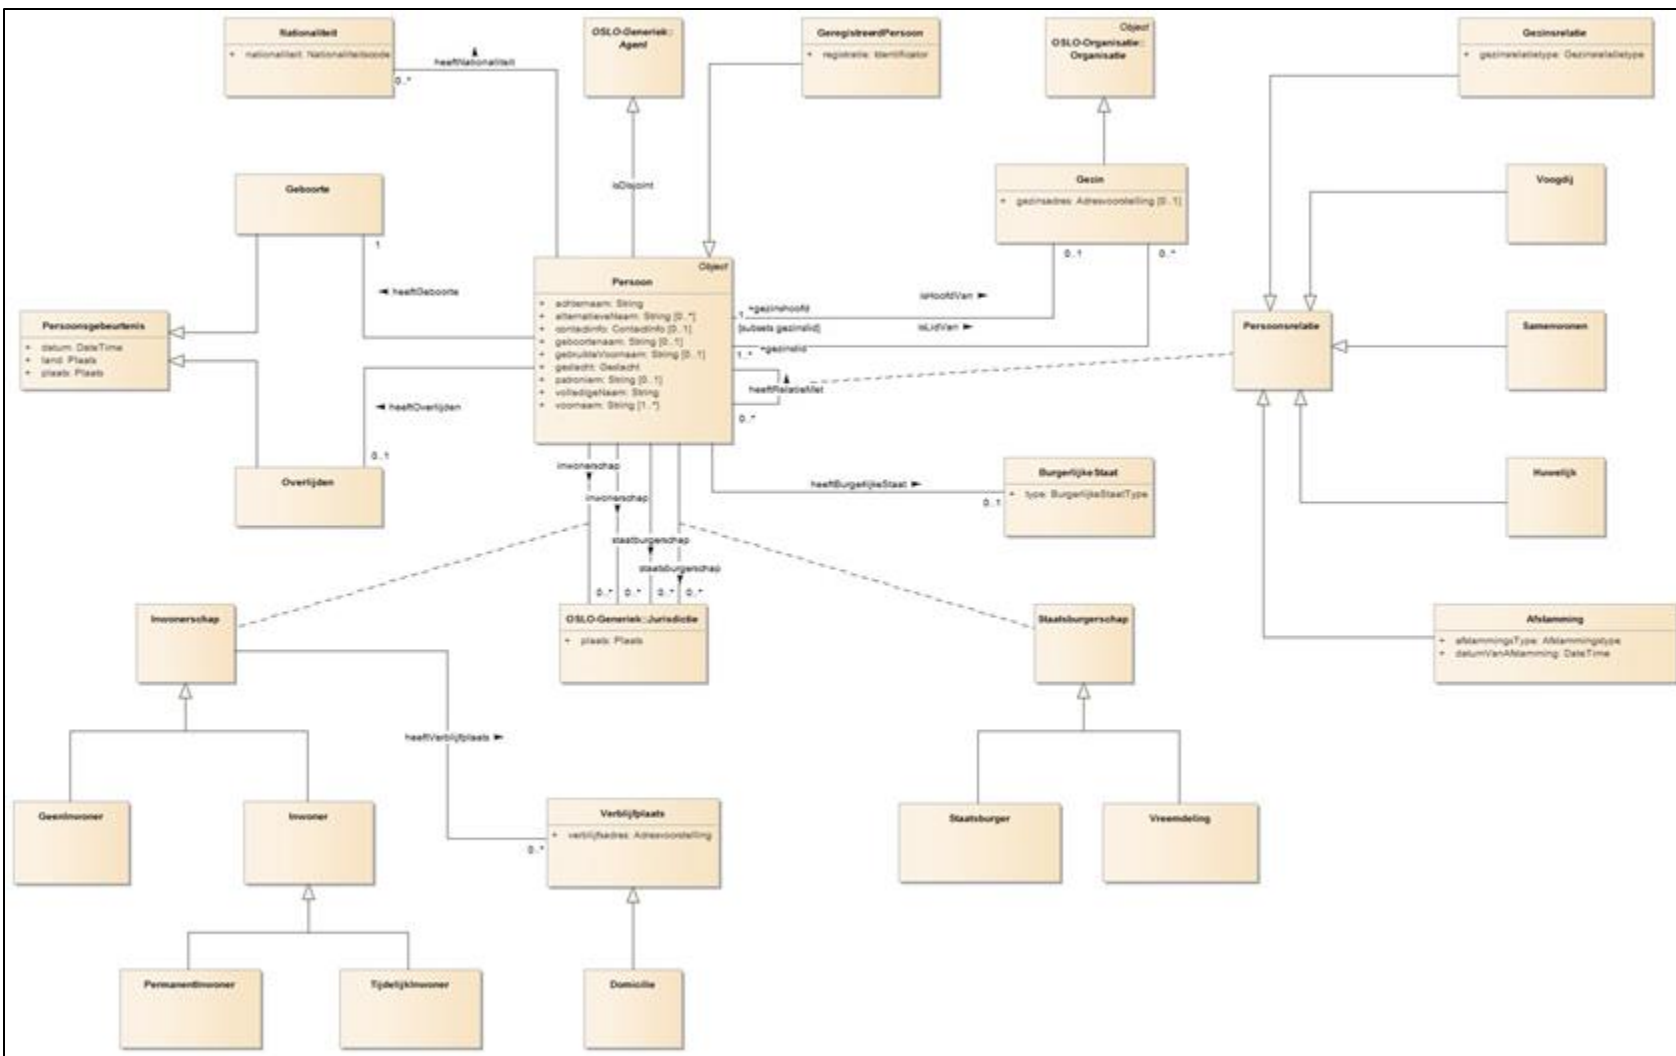 Nationaliteit
+ nationaliteit: Nationaliteitscode
heeftNationaliteit
0..*
OSLO-Generiek::
Agent
GeregistreerdPersoon
+ registratie: Identificator
Object
OSLO-Organisatie::
Organisatie
Gezinsrelatie
+ gezinsrelatietype: Gezinsrelatietype
Geboorte
1
isDisjoint
Gezin
+ gezinsadres: Adresvoorstelling [0..1]
0..1
0..*
Voogdij
heeftGeboorte
Object
Persoon
+ achternaam: String
+ alternatieveNaam: String [0..*]
+ contactinfo: ContactInfo [0..1]
+ geboortenaam: String [0..1]
+ gebruikteVoornaam: String [0..1]
+ geslacht: Geslacht
+ patroniem: String [0..1]
+ volledigeNaam: String
+ voornaam: String [1..*]
isHoofdVan
+gezinshoofd
1
{subsets gezinslid}
isLidVan
1..*
+gezinslid
heeftRelatieMet
0..*
Persoonsgebeurtenis
+ datum: DateTime
+ land: Plaats
+ plaats: Plaats
Persoonsrelatie
Samenwonen
heeftOverlijden
0..1
Overlijden
inwonerschap
inwonerschap
staatburgerschap
staatsburgerschap
0..*
0..*
0..*
0..*
heeftBurgerlijkeStaat
0..1
BurgerlijkeStaat
+ type: BurgerlijkeStaatType
Huwelijk
Inwonerschap
OSLO-Generiek::Jurisdictie
+ plaats: Plaats
Staatsburgerschap
Afstamming
+ afstammingsType: Afstammingstype
+ datumVanAfstamming: DateTime
heeftVerblijfplaats
0..*
GeenInwoner
Inwoner
Verblijfplaats
+ verblijfsadres: Adresvoorstelling
Staatsburger
Vreemdeling
PermanentInwoner
TijdelijkInwoner
Domicilie